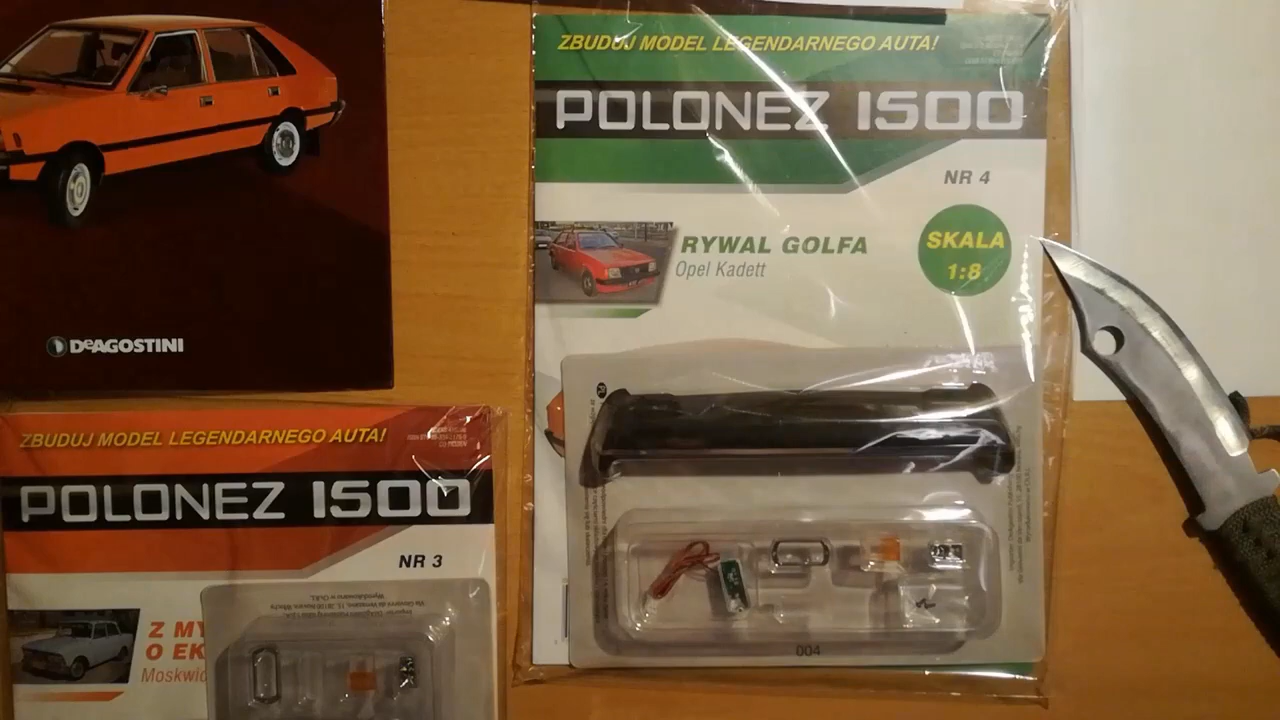 DEAGOSTINI
ZBUDUJ MODEL LEGENDARNEGO AUTA!
POLONEZ 1500
NR 3
Z MY
O EK
Moskwic
ZBUDUJ MODEL LEGENDARNEGO AUTA!
POLONEZ 1500
NR 4
RYWAL GOLFA
Opel Kadett
SKALA
1:8
004